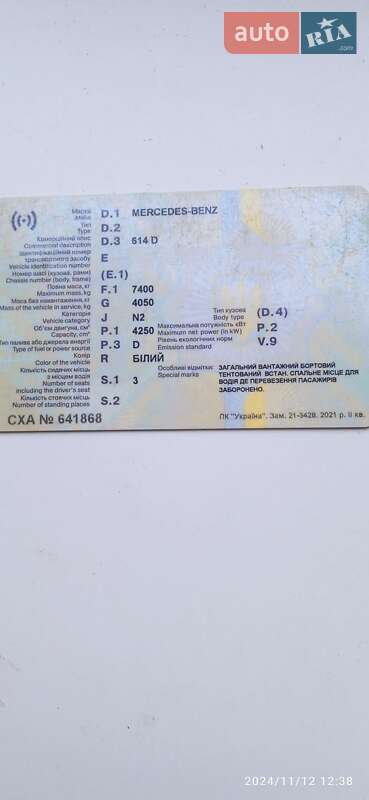 auto RIA .com
Марка
Make D.1 MERCEDES-BENZ
Тип
Type D.2
Комерційний опис
Commercial description D.3 614 D
Ідентифікаційний номер
транспортного засобу
Vehicle identification number E
Номер шасі (кузова, рами)
Chassis number (body, frame) (E.1)
Повна маса, кг
Maximum mass, kg F.1 7400
Маса без навантаження, кг
Mass of the vehicle in service, kg G 4050
Категорія
Vehicle category J N2
Тип кузова
Body type (D.4)
Об'єм двигуна, см³
Capacity, cm³ P.1 4250
Максимальна потужність кВт
Maximum net power (in kW) P.2
Тип палива або джерела енергії
Type of fuel or power source P.3 D
Рівень екологічних норм
Emission standard V.9
Колір
Color of the vehicle R БІЛИЙ
Кількість сидячих місць
з місцем водія
Number of seats
including the driver's seat S.1 3
Особливі відмітки
Special marks
ЗАГАЛЬНИЙ ВАНТАЖНИЙ БОРТОВИЙ
ТЕНТОВАНИЙ ВСТАН. СПАЛЬНЕ МІСЦЕ ДЛЯ
ВОДІЯ ДЕ ПЕРЕВЕЗЕННЯ ПАСАЖИРІВ
ЗАБОРОНЕНО.
Кількість стоячих місць
Number of standing places S.2
СХА № 641868
ПК "Україна". Зам. 21-3428. 2021 р. ІІ кв.
2024/11/12 12:38